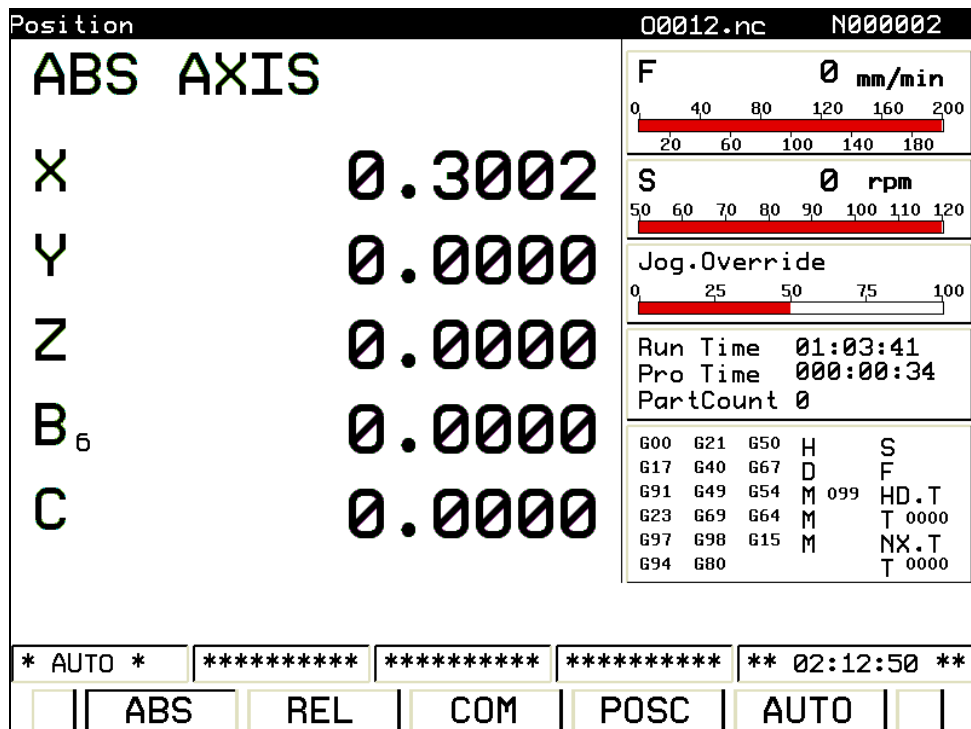 Position O0012.nc N000002
ABS AXIS
X 0.3002
Y 0.0000
Z 0.0000
B6 0.0000
C 0.0000
F 0 mm/min
0 40 80 120 160 200
20 60 100 140 180
S 0 rpm
50 60 70 80 90 100 110 120
Jog.Override
0 25 50 75 100
Run Time 01:03:41
Pro Time 000:00:34
PartCount 0
G00 G21 G50 H S
G17 G40 G67 D F
G91 G49 G54 M 099 HD.T
G23 G69 G64 M T 0000
G97 G98 G15 M NX.T
G94 G80 T 0000
* AUTO * ********** ********** ********** ** 02:12:50 **
ABS REL COM POSC AUTO